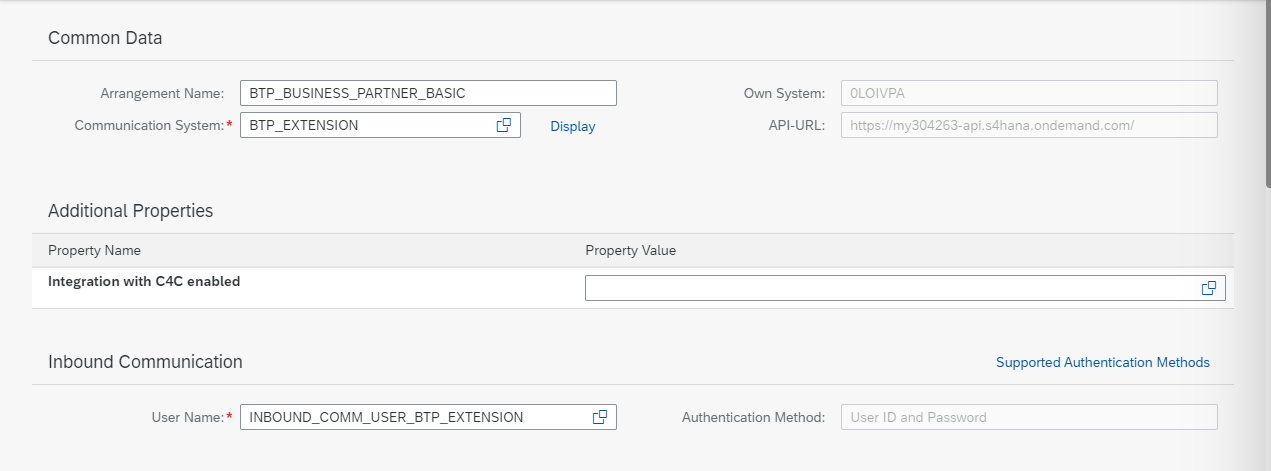 Common Data
Arrangement Name: BTP_BUSINESS_PARTNER_BASIC Own System: 0LOIVPA
Communication System:* BTP_EXTENSION Display API-URL: https://my304263-api.s4hana.ondemand.com/
Additional Properties
Property Name Property Value
Integration with C4C enabled
Inbound Communication Supported Authentication Methods
User Name:* INBOUND_COMM_USER_BTP_EXTENSION Authentication Method: User ID and Password